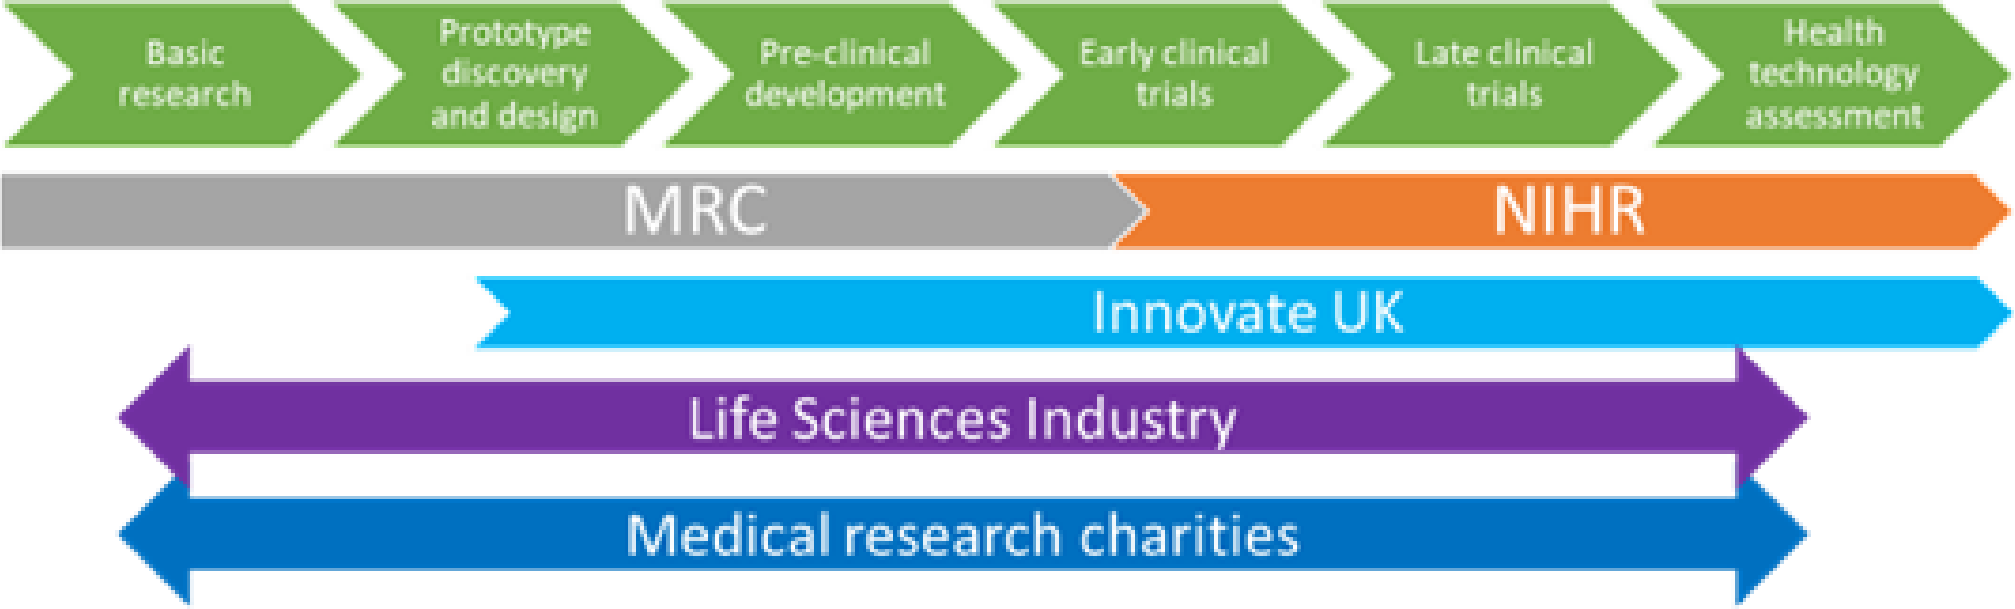 Basic
research
Prototype
discovery
and design
Pre-clinical
development
Early clinical
trials
Late clinical
trials
Health
technology
assessment
MRC
NIHR
Innovate UK
Life Sciences Industry
Medical research charities